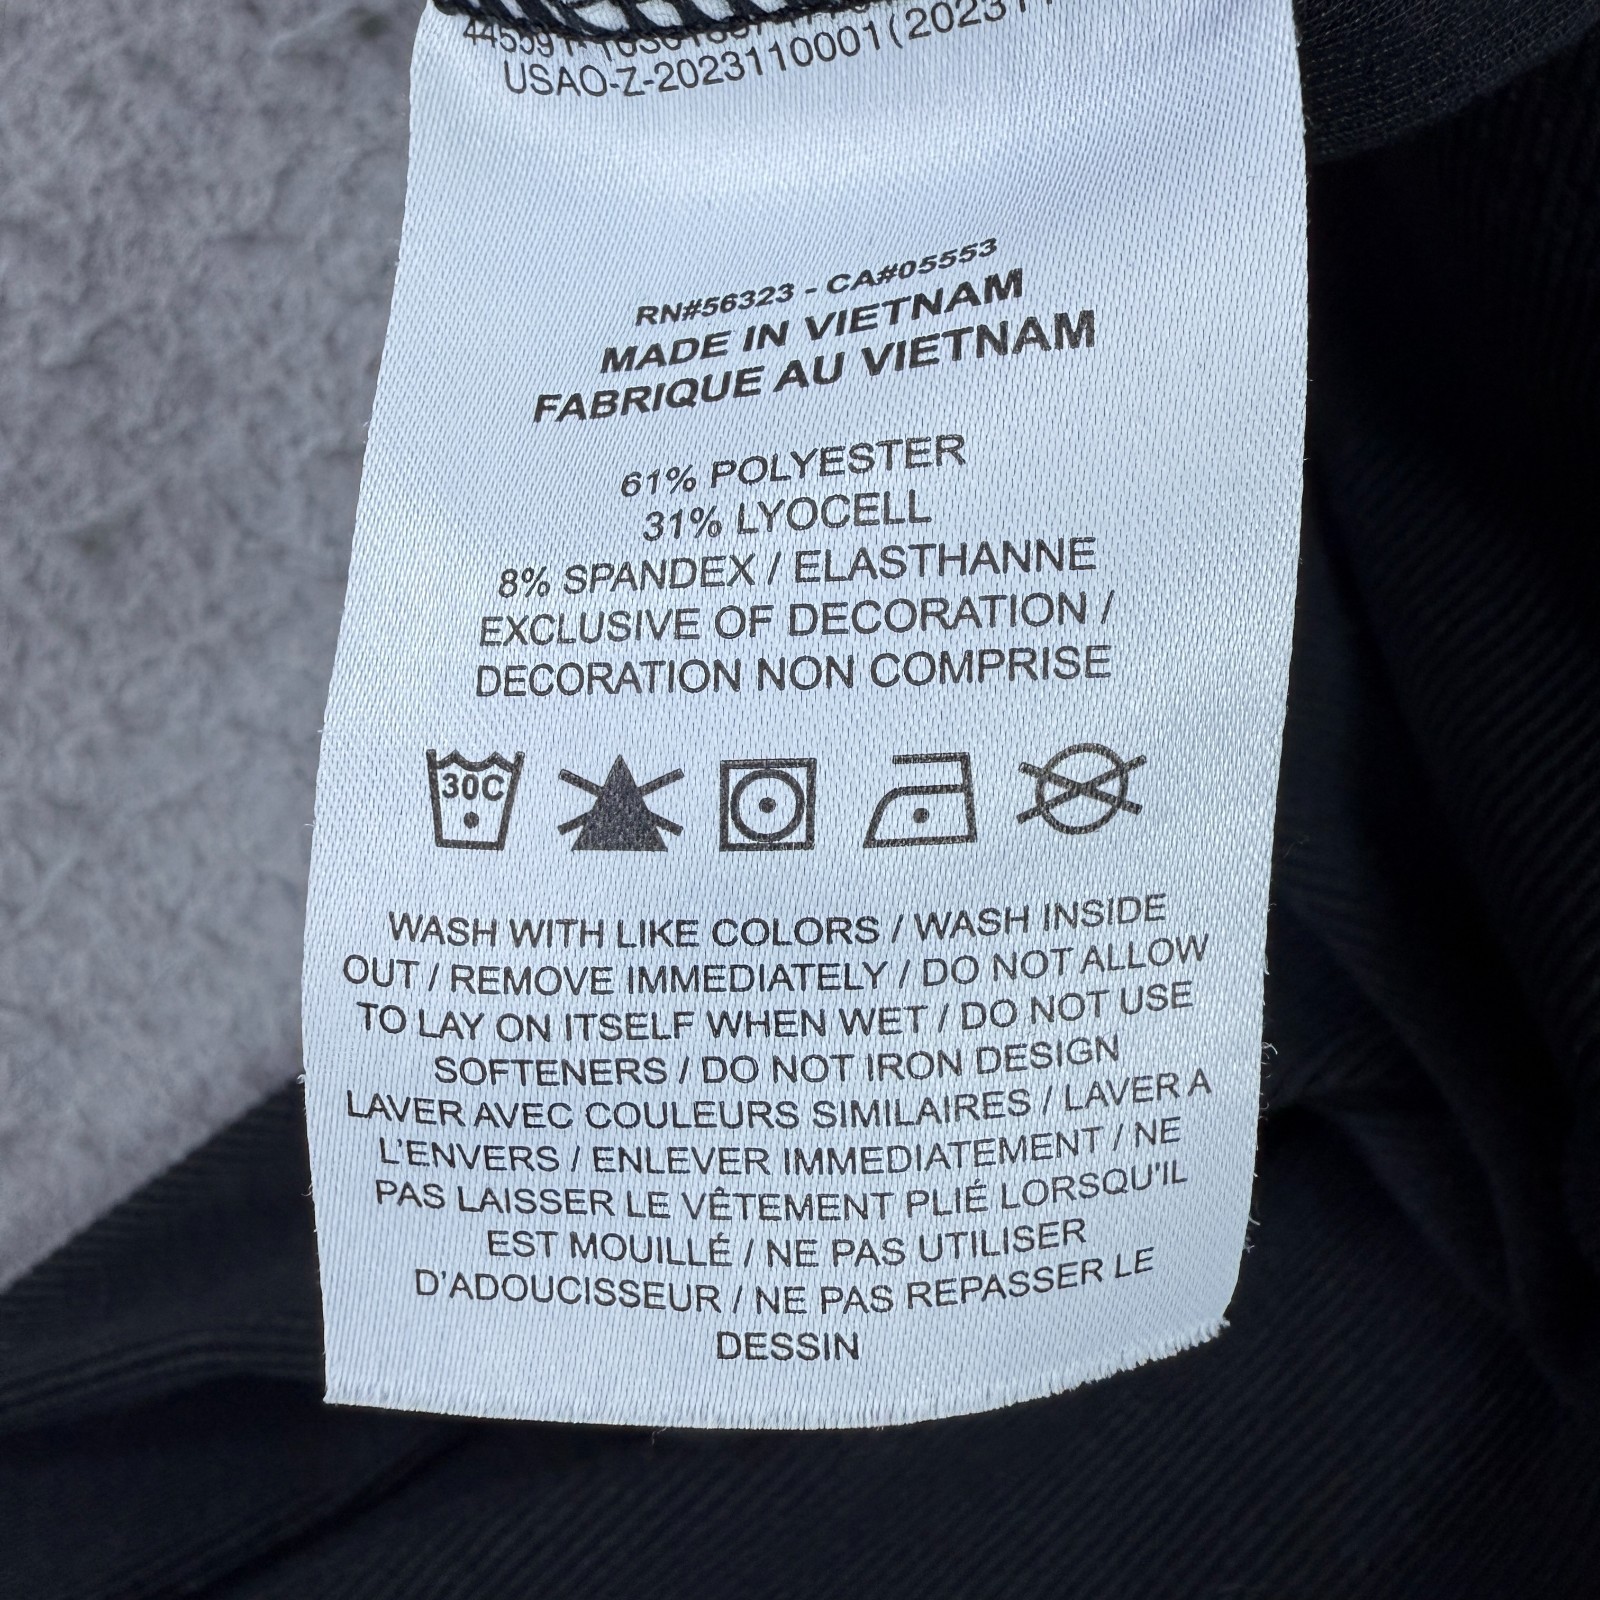 USAO-Z-2023110001(202311
RN#56323 - CA#05553
MADE IN VIETNAM
FABRIQUE AU VIETNAM
61% POLYESTER
31% LYOCELL
8% SPANDEX / ELASTHANNE
EXCLUSIVE OF DECORATION /
DECORATION NON COMPRISE
30C
WASH WITH LIKE COLORS / WASH INSIDE
OUT / REMOVE IMMEDIATELY / DO NOT ALLOW
TO LAY ON ITSELF WHEN WET / DO NOT USE
SOFTENERS / DO NOT IRON DESIGN
LAVER AVEC COULEURS SIMILAIRES / LAVER A
L'ENVERS / ENLEVER IMMEDIATEMENT / NE
PAS LAISSER LE VÊTEMENT PLIÉ LORSQU'IL
EST MOUILLÉ / NE PAS UTILISER
D'ADOUCISSEUR / NE PAS REPASSER LE
DESSIN